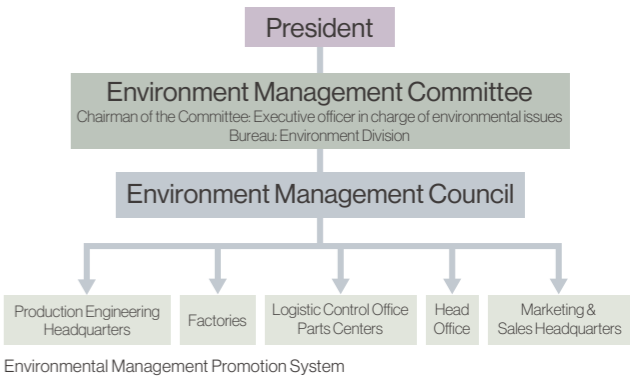 President
Environment Management Committee
Chairman of the Committee: Executive officer in charge of environmental issues
Bureau: Environment Division
Environment Management Council
Production Engineering
Headquarters
Factories
Logistic Control Office
Parts Centers
Head
Office
Marketing &
Sales Headquarters
Environmental Management Promotion System